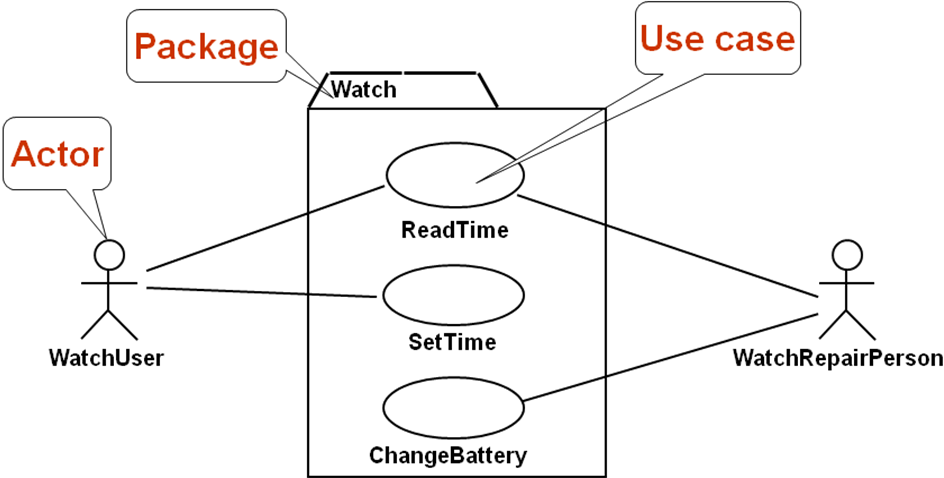 Package
Use case
Watch
Actor
ReadTime
SetTime
WatchUser
WatchRepairPerson
ChangeBattery